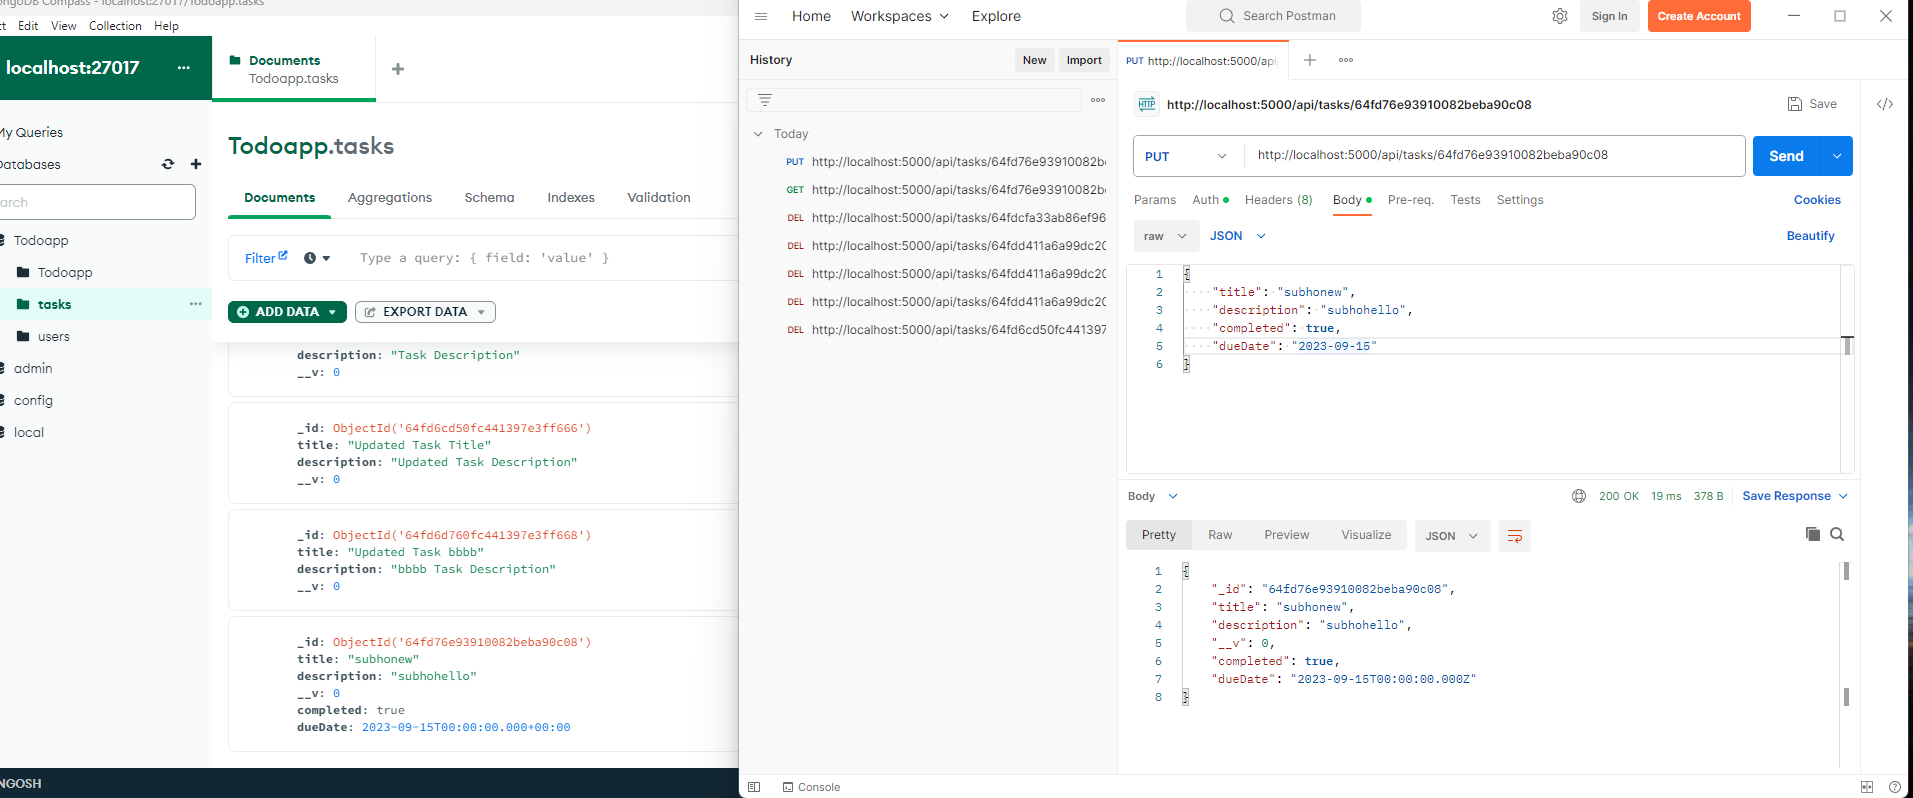 ngoDB Compass - localhost:27017/Todoapp.tasks
ct Edit View Collection Help
localhost:27017 ···
Documents
Todoapp.tasks
My Queries
Databases
arch
Todoapp
Todoapp
tasks
users
admin
config
local
NGOSH
Todoapp.tasks
Documents Aggregations Schema Indexes Validation
Filter Type a query: { field: 'value' }
ADD DATA EXPORT DATA
description: "Task Description"
__v: 0
_id: ObjectId('64fd6cd50fc441397e3ff666')
title: "Updated Task Title"
description: "Updated Task Description"
__v: 0
_id: ObjectId('64fd6d760fc441397e3ff668')
title: "Updated Task bbbb"
description: "bbbb Task Description"
__v: 0
_id: ObjectId('64fd76e93910082beba90c08')
title: "subhonew"
description: "subhohello"
__v: 0
completed: true
dueDate: 2023-09-15T00:00:00.000+00:00
Home Workspaces Explore Search Postman Sign In Create Account
History New Import
Today
PUT http://localhost:5000/api/tasks/64fd76e93910082b
GET http://localhost:5000/api/tasks/64fd76e93910082b
DEL http://localhost:5000/api/tasks/64fdcfa33ab86ef96
DEL http://localhost:5000/api/tasks/64fdd411a6a99dc20
DEL http://localhost:5000/api/tasks/64fdd411a6a99dc20
DEL http://localhost:5000/api/tasks/64fdd411a6a99dc20
DEL http://localhost:5000/api/tasks/64fd6cd50fc441397
Console
PUT http://localhost:5000/api/
HTTP http://localhost:5000/api/tasks/64fd76e93910082beba90c08 Save
PUT http://localhost:5000/api/tasks/64fd76e93910082beba90c08 Send
Params Auth Headers (8) Body Pre-req. Tests Settings Cookies
raw JSON Beautify
1 {
2 "title": "subhonew",
3 "description": "subhohello",
4 "completed": true,
5 "dueDate": "2023-09-15"
6 }
Body 200 OK 19 ms 378 B Save Response
Pretty Raw Preview Visualize JSON
1 {
2 "_id": "64fd76e93910082beba90c08",
3 "title": "subhonew",
4 "description": "subhohello",
5 "__v": 0,
6 "completed": true,
7 "dueDate": "2023-09-15T00:00:00.000Z"
8 }